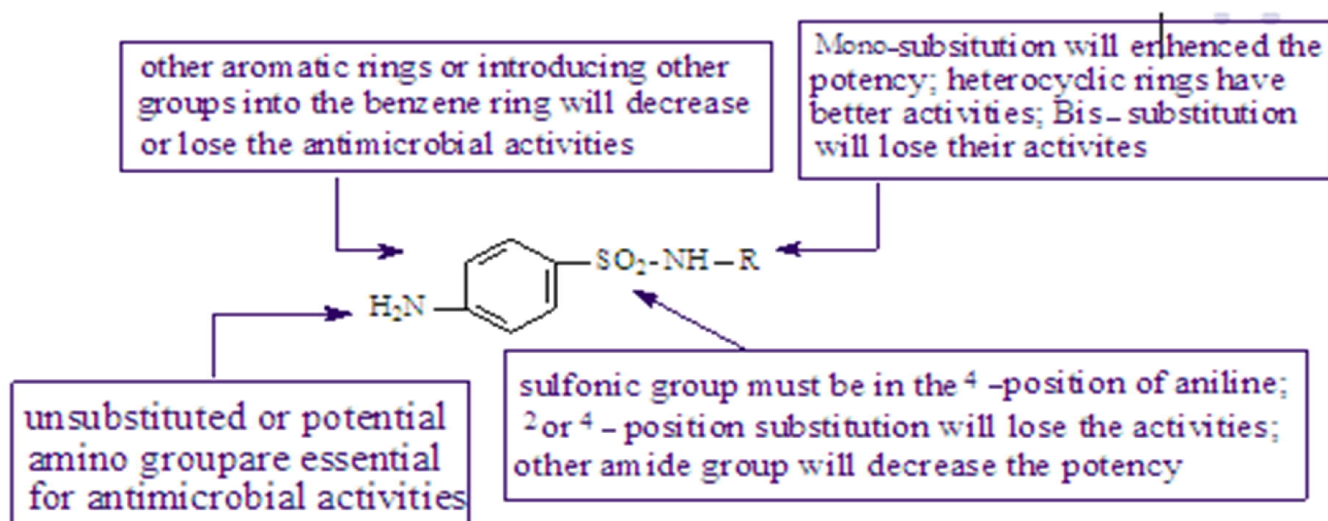 other aromatic rings or introducing other
groups into the benzene ring will decrease
or lose the antimicrobial activities
Mono-subsitution will enhenced the
potency; heterocyclic rings have
better activities; Bis-substitution
will lose their activites
H₂N
SO₂-NH-R
unsubstituted or potential
amino groupare essential
for antimicrobial activities
sulfonic group must be in the ⁴-position of aniline;
² or ⁴- position substitution will lose the activities;
other amide group will decrease the potency